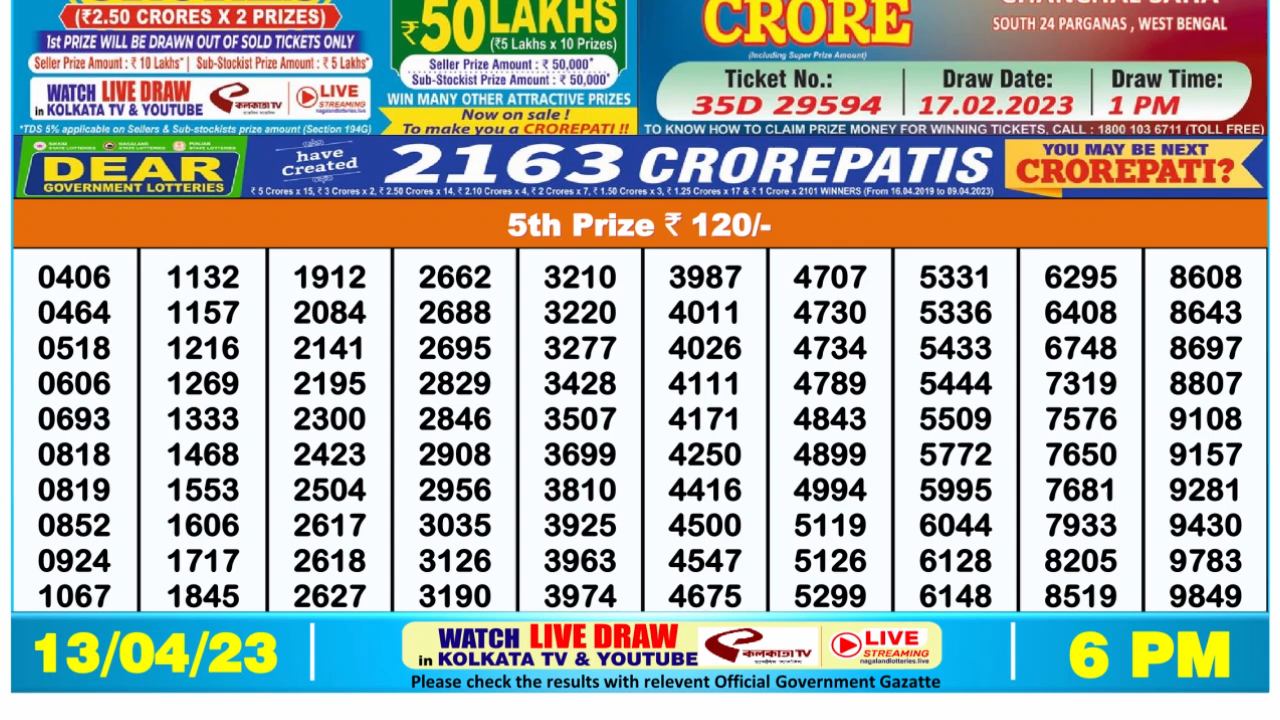 (₹2.50 CRORES X 2 PRIZES)
1st PRIZE WILL BE DRAWN OUT OF SOLD TICKETS ONLY
Seller Prize Amount : ₹ 10 Lakhs* | Sub-Stockist Prize Amount : ₹ 5 Lakhs*
WATCH LIVE DRAW
in KOLKATA TV & YOUTUBE
কলকাতা TV
LIVE
STREAMING
nagalandlotteries.live
*TDS 5% applicable on Sellers & Sub-stockists prize amount (Section 194G)
₹50 LAKHS
(₹5 Lakhs x 10 Prizes)
Seller Prize Amount : ₹ 50,000*
Sub-Stockist Prize Amount : ₹ 50,000*
WIN MANY OTHER ATTRACTIVE PRIZES
Now on sale !
To make you a CROREPATI !!
CRORE
(Including Super Prize Amount)
SOUTH 24 PARGANAS , WEST BENGAL
Ticket No.: Draw Date: Draw Time:
35D 29594 17.02.2023 1 PM
TO KNOW HOW TO CLAIM PRIZE MONEY FOR WINNING TICKETS, CALL : 1800 103 6711 (TOLL FREE)
DEAR
GOVERNMENT LOTTERIES
have
Created
2163 CROREPATIS
₹ 5 Crores x 15, ₹ 3 Crores x 2, ₹ 2.50 Crores x 14, ₹ 2.10 Crores x 4, ₹ 2 Crores x 7, ₹ 1.50 Crores x 3, ₹ 1.25 Crores x 17 & ₹ 1 Crore x 2101 WINNERS (From 16.04.2019 to 09.04.2023)
YOU MAY BE NEXT
CROREPATI?
5th Prize ₹ 120/-
0406 1132 1912 2662 3210 3987 4707 5331 6295 8608
0464 1157 2084 2688 3220 4011 4730 5336 6408 8643
0518 1216 2141 2695 3277 4026 4734 5433 6748 8697
0606 1269 2195 2829 3428 4111 4789 5444 7319 8807
0693 1333 2300 2846 3507 4171 4843 5509 7576 9108
0818 1468 2423 2908 3699 4250 4899 5772 7650 9157
0819 1553 2504 2956 3810 4416 4994 5995 7681 9281
0852 1606 2617 3035 3925 4500 5119 6044 7933 9430
0924 1717 2618 3126 3963 4547 5126 6128 8205 9783
1067 1845 2627 3190 3974 4675 5299 6148 8519 9849
13/04/23
WATCH LIVE DRAW
in KOLKATA TV & YOUTUBE
কলকাতা TV
LIVE
STREAMING
nagalandlotteries.live
Please check the results with relevent Official Government Gazatte
6 PM